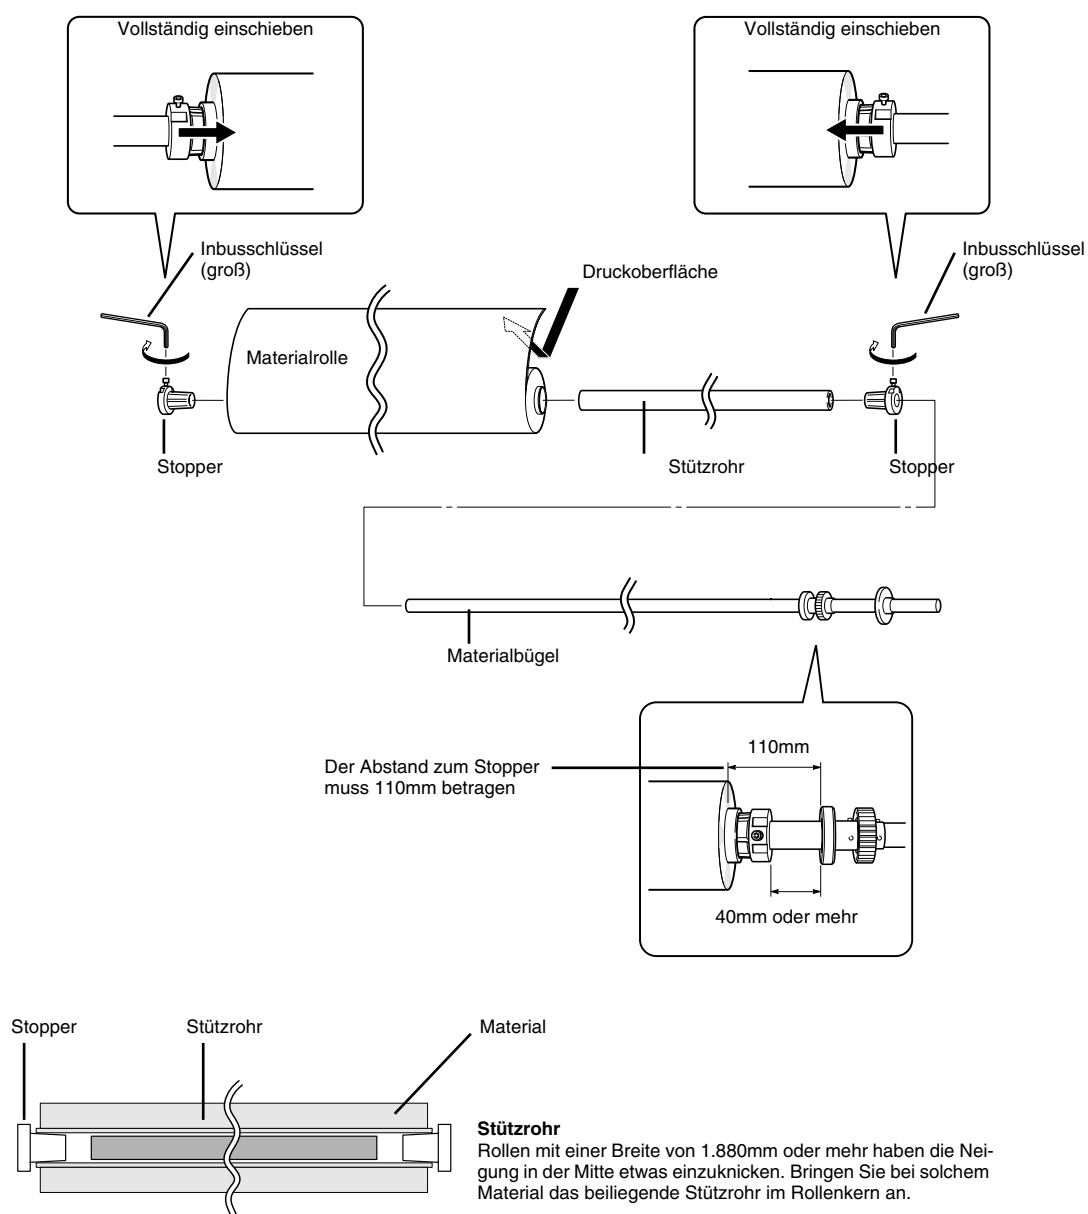 Vollständig einschieben
Vollständig einschieben
Inbusschlüssel
(groß)
Inbusschlüssel
(groß)
Druckoberfläche
Materialrolle
Stopper
Stützrohr
Stopper
Materialbügel
110mm
Der Abstand zum Stopper
muss 110mm betragen
40mm oder mehr
Stopper
Stützrohr
Material
Stützrohr
Rollen mit einer Breite von 1.880mm oder mehr haben die Nei-
gung in der Mitte etwas einzuknicken. Bringen Sie bei solchem
Material das beiliegende Stützrohr im Rollenkern an.